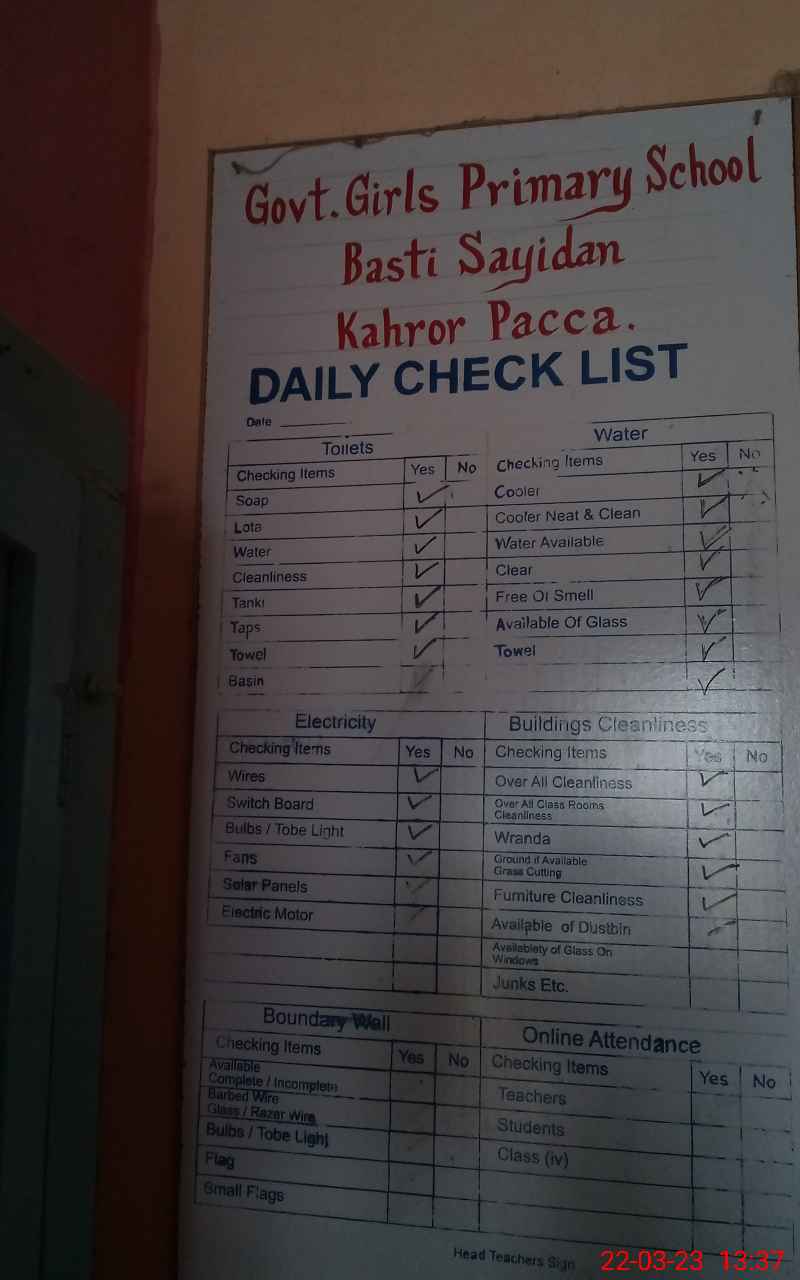 Govt. Girls Primary School
Basti Sayidan
Kahror Pacca.
DAILY CHECK LIST
Date
Toilets
Checking Items Yes No
Soap
Lota
Water
Cleanliness
Tanki
Taps
Towel
Basin
Water
Checking Items Yes No
Cooler
Cooler Neat & Clean
Water Available
Clear
Free Of Smell
Available Of Glass
Towel
Electricity
Checking Items Yes No
Wires
Switch Board
Bulbs / Tobe Light
Fans
Solar Panels
Electric Motor
Buildings Cleanliness
Checking Items Yes No
Over All Cleanliness
Over All Class Rooms
Cleanliness
Wranda
Ground if Available
Grass Cutting
Furniture Cleanliness
Available of Dustbin
Availablety of Glass On
Windows
Junks Etc.
Boundary Wall
Checking Items Yes No
Available
Complete / Incomplete
Barbed Wire
Glass / Razer Wire
Bulbs / Tobe Light
Flag
Small Flags
Online Attendance
Checking Items Yes No
Teachers
Students
Class (iv)
Head Teachers Sign
22-03-23 13:37